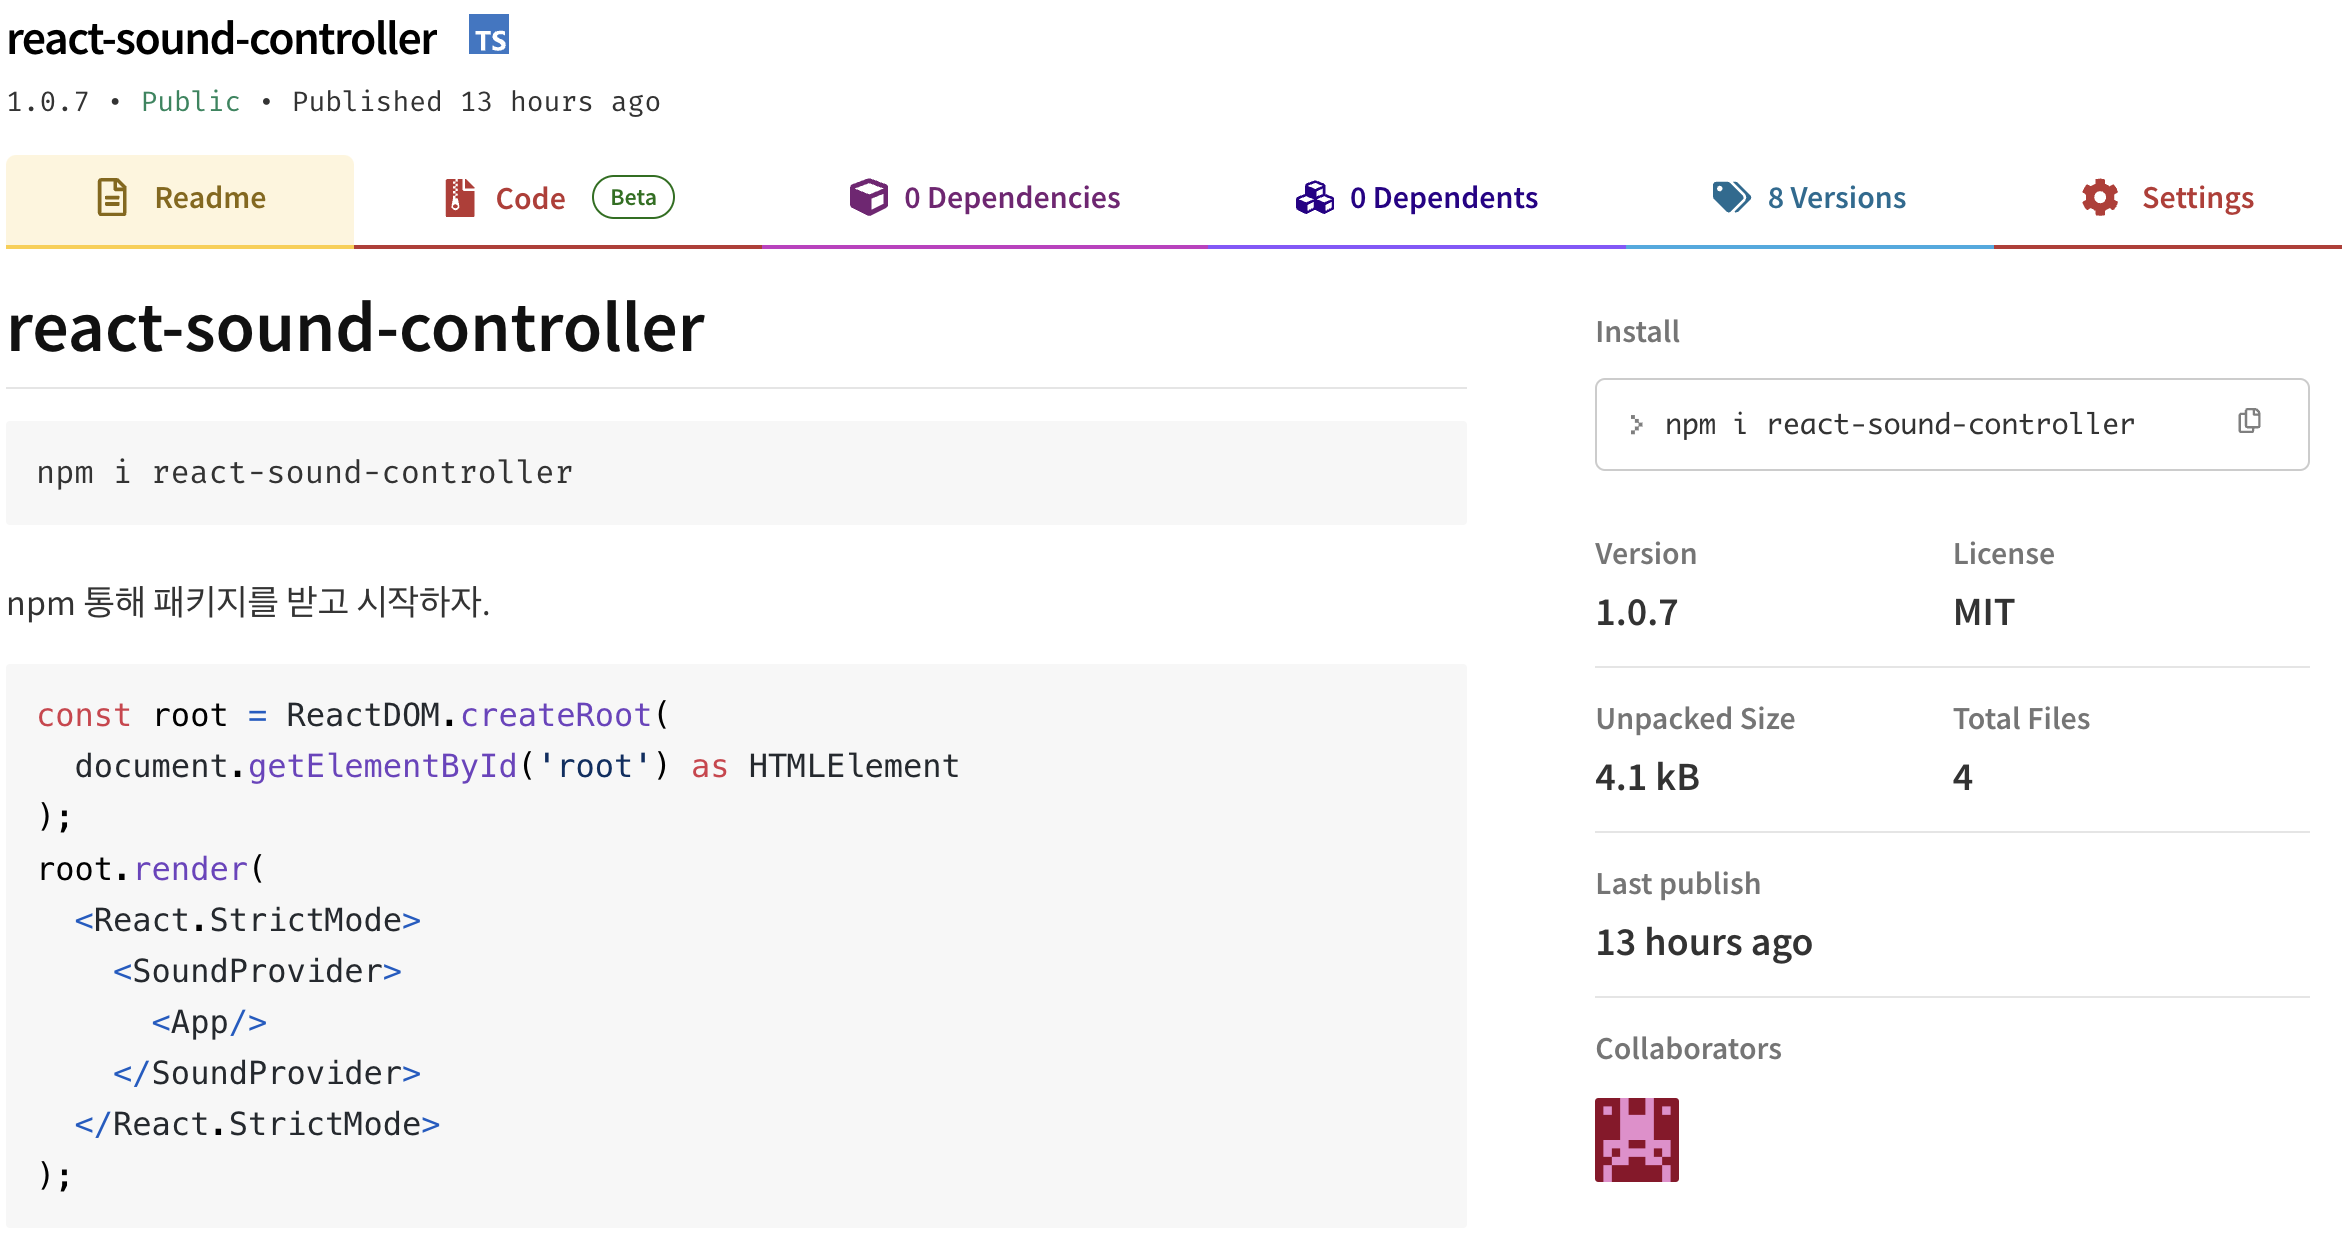 react-sound-controller TS
1.0.7 • Public • Published 13 hours ago
Readme
Code Beta
0 Dependencies
0 Dependents
8 Versions
Settings
react-sound-controller
npm i react-sound-controller
npm 통해 패키지를 받고 시작하자.
const root = ReactDOM.createRoot(
  document.getElementById('root') as HTMLElement
);
root.render(
  <React.StrictMode>
    <SoundProvider>
      <App/>
    </SoundProvider>
  </React.StrictMode>
);
Install
> npm i react-sound-controller
Version
1.0.7
License
MIT
Unpacked Size
4.1 kB
Total Files
4
Last publish
13 hours ago
Collaborators